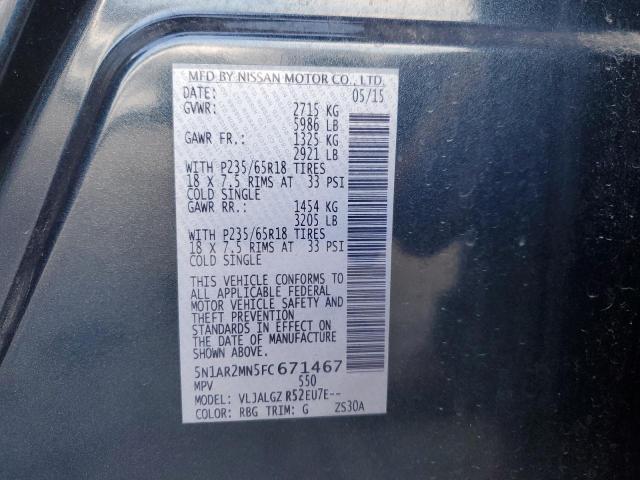 MFD BY NISSAN MOTOR CO., LTD.
DATE: 05/15
GVWR: 2715 KG
5986 LB
GAWR FR.: 1325 KG
2921 LB
WITH P235/65R18 TIRES
18 X 7.5 RIMS AT 33 PSI
COLD SINGLE
GAWR RR.: 1454 KG
3205 LB
WITH P235/65R18 TIRES
18 X 7.5 RIMS AT 33 PSI
COLD SINGLE
THIS VEHICLE CONFORMS TO
ALL APPLICABLE FEDERAL
MOTOR VEHICLE SAFETY AND
THEFT PREVENTION
STANDARDS IN EFFECT ON
THE DATE OF MANUFACTURE
SHOWN ABOVE.
5N1AR2MN5FC671467
MPV 550
MODEL: VLJALGZ R52EU7E--
COLOR: RBG TRIM: G ZS30A